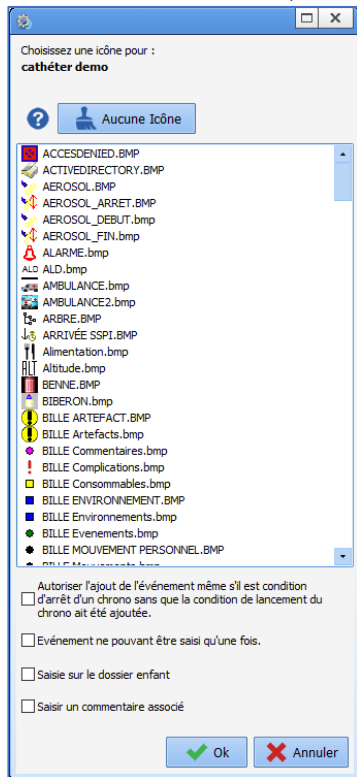 Choisissez une icône pour :
cathéter demo
? Aucune Icône
ACCESDENIED.BMP
ACTIVEDIRECTORY.BMP
AEROSOL.BMP
AEROSOL_ARRET.BMP
AEROSOL_DEBUT.bmp
AEROSOL_FIN.bmp
ALARME.bmp
ALD ALD.bmp
AMBULANCE.bmp
AMBULANCE2.bmp
ARBRE.BMP
ARRIVÉE SSPI.BMP
Alimentation.bmp
ALT Altitude.bmp
BENNE.BMP
BIBERON.bmp
BILLE ARTEFACT.BMP
BILLE Artefacts.bmp
BILLE Commentaires.bmp
BILLE Complications.bmp
BILLE Consommables.bmp
BILLE ENVIRONNEMENT.BMP
BILLE Environnements.bmp
BILLE Evenements.bmp
BILLE MOUVEMENT PERSONNEL.BMP
BILLE Mouvements.bmp
Autoriser l'ajout de l'événement même s'il est condition
d'arrêt d'un chrono sans que la condition de lancement du
chrono ait été ajoutée.
Evénement ne pouvant être saisi qu'une fois.
Saisie sur le dossier enfant
Saisir un commentaire associé
Ok Annuler